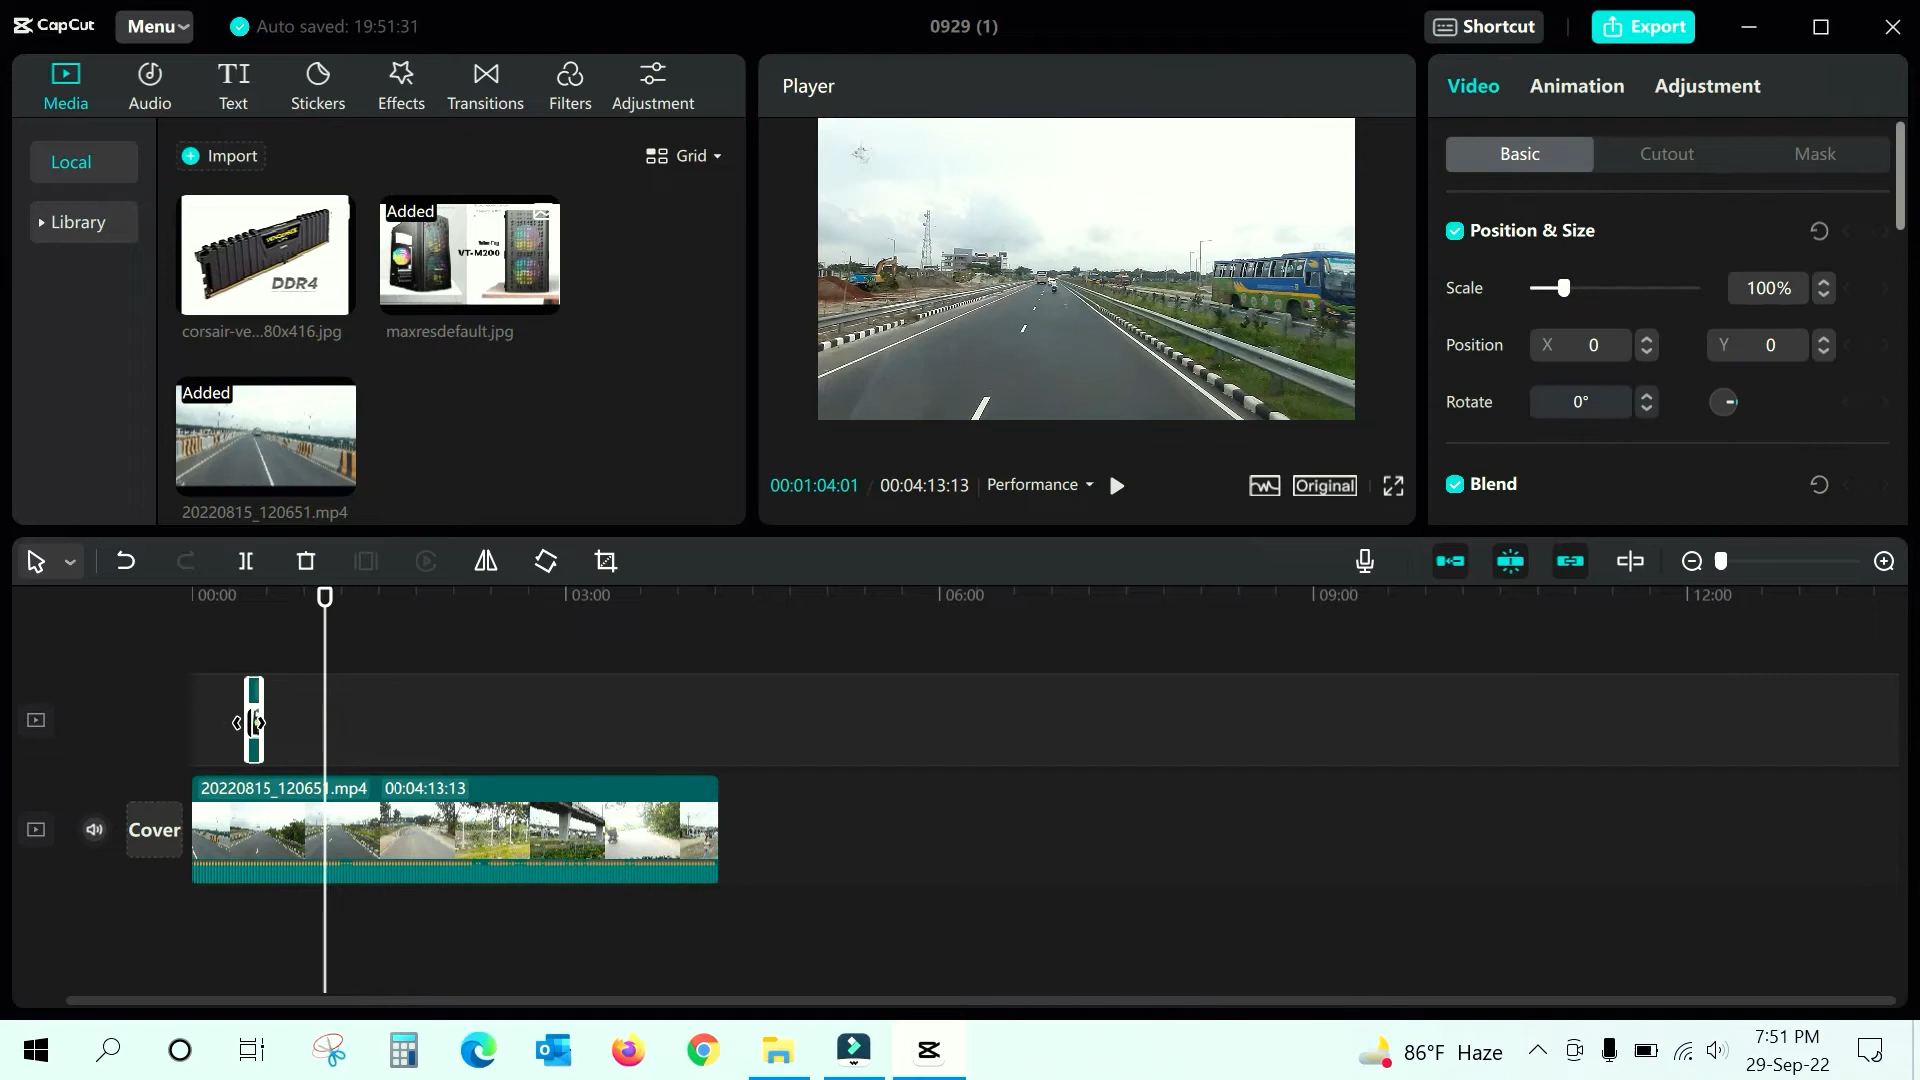 CapCut
Menu
Auto saved: 19:51:31
0929 (1)
Shortcut
Export
Media
Audio
Text
Stickers
Effects
Transitions
Filters
Adjustment
Local
Library
Import
Grid
DDR4
corsair-ve...80x416.jpg
Added
VT-M200
maxresdefault.jpg
Added
20220815_120651.mp4
Player
00:01:04:01 / 00:04:13:13
Performance
Original
Video
Animation
Adjustment
Basic
Cutout
Mask
Position & Size
Scale
100%
Position
X 0
Y 0
Rotate
0°
Blend
00:00
03:00
06:00
09:00
12:00
20220815_120651.mp4 00:04:13:13
Cover
86°F Haze
7:51 PM
29-Sep-22